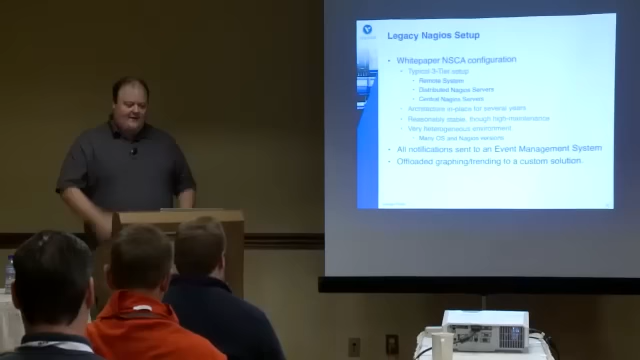 Legacy Nagios Setup
Whitepaper NSCA configuration
Typical 3-Tier setup
Remote System
Distributed Nagios Servers
Central Nagios Servers
Architecture in-place for several years
Reasonably stable, though high-maintenance
Very heterogeneous environment
Many OS and Nagios versions
All notifications sent to an Event Management System
Offloaded graphing/trending to a custom solution